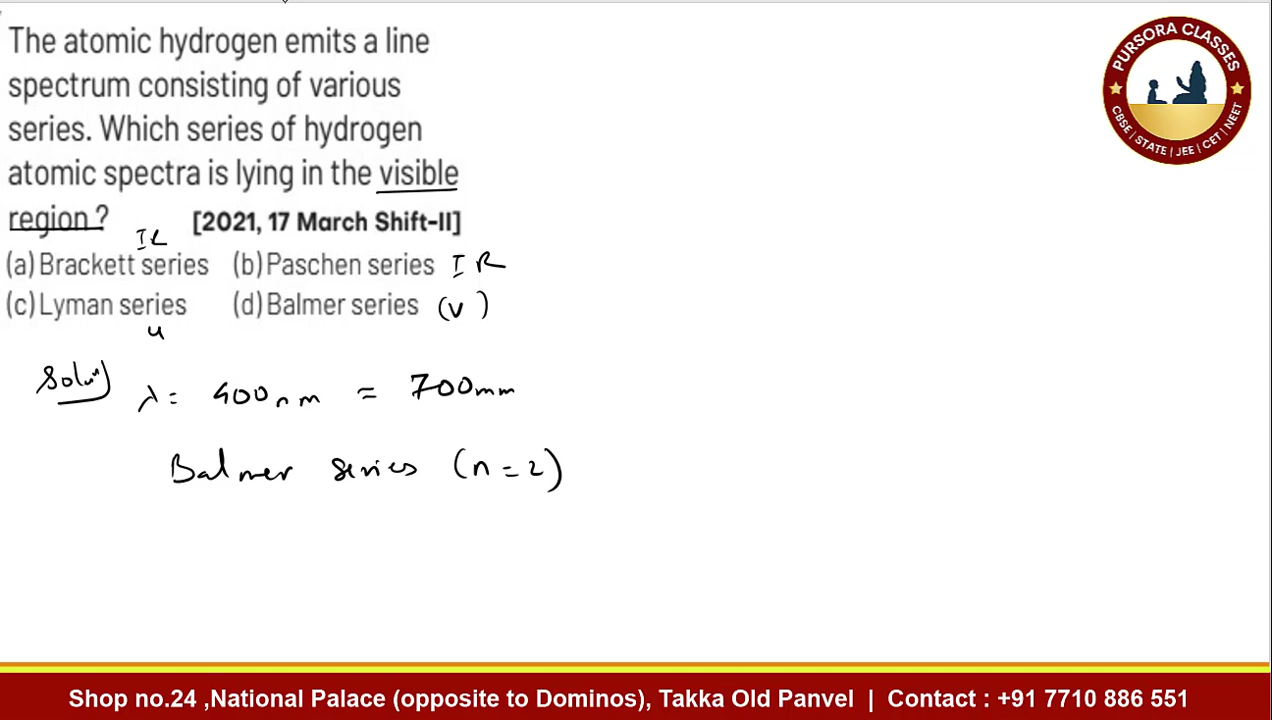 The atomic hydrogen emits a line
spectrum consisting of various
series. Which series of hydrogen
atomic spectra is lying in the visible
region ? [2021, 17 March Shift-II]
IR
(a) Brackett series (b) Paschen series IR
(c) Lyman series (d) Balmer series (V)
u
Soluⁿ) λ = 400nm ≈ 700mm
Balmer series (n=2)
PURSORA CLASSES
CBSE | STATE | JEE | CET | NEET
Shop no.24 ,National Palace (opposite to Dominos), Takka Old Panvel | Contact : +91 7710 886 551